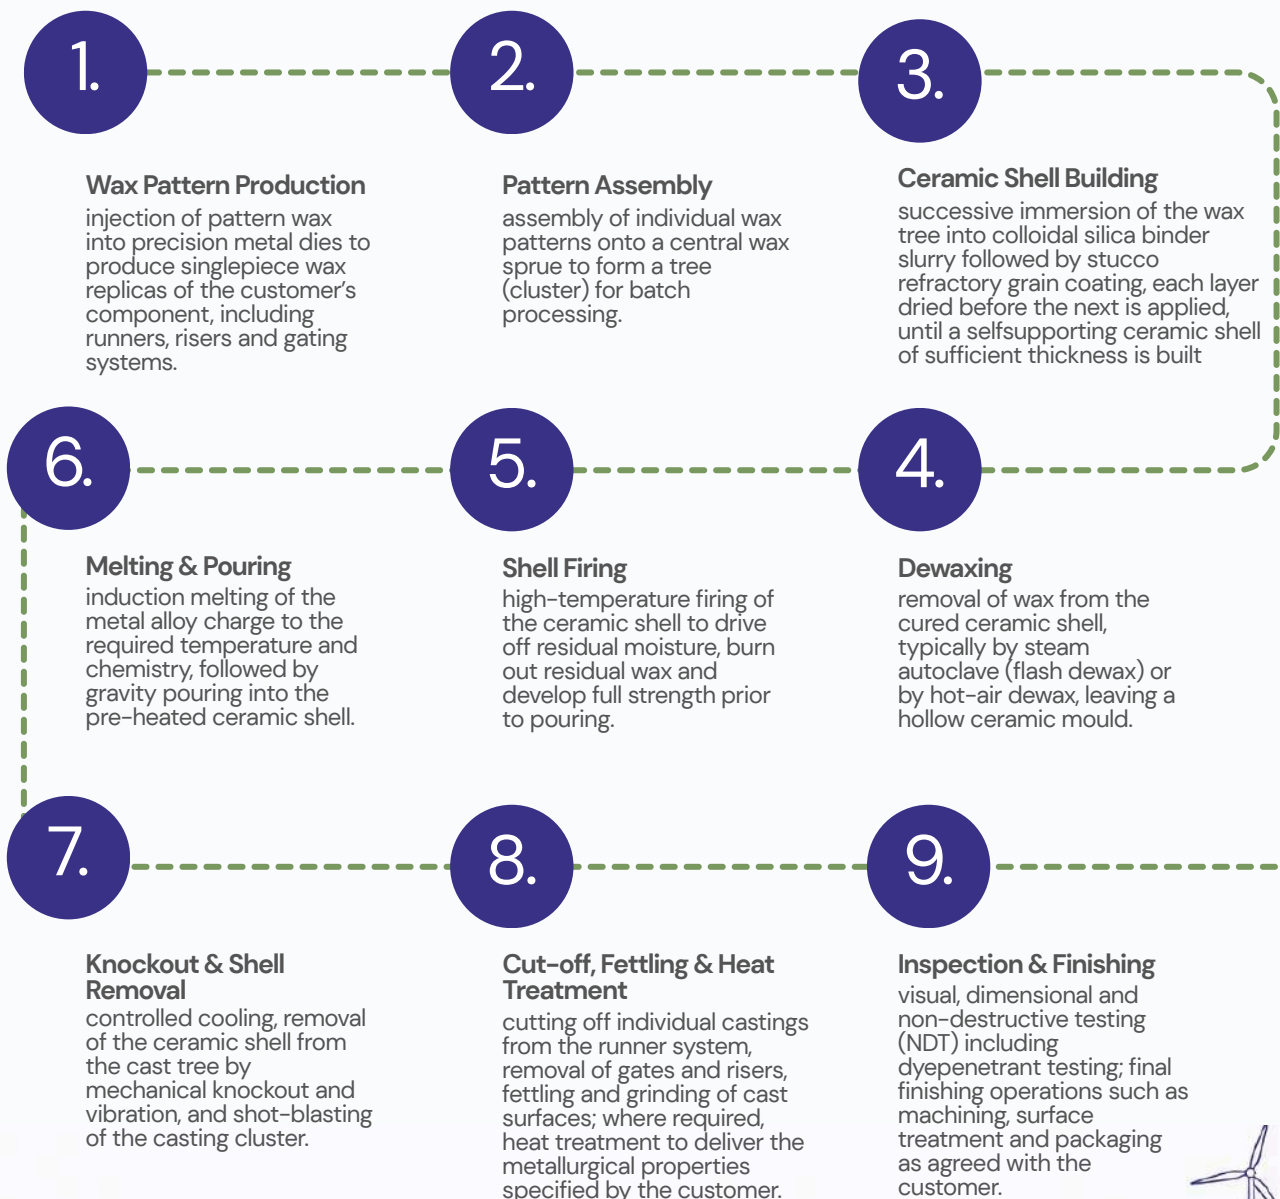 1.
Wax Pattern Production
injection of pattern wax
into precision metal dies to
produce singlepiece wax
replicas of the customer's
component, including
runners, risers and gating
systems.
2.
Pattern Assembly
assembly of individual wax
patterns onto a central wax
sprue to form a tree
(cluster) for batch
processing.
3.
Ceramic Shell Building
successive immersion of the wax
tree into colloidal silica binder
slurry followed by stucco
refractory grain coating, each layer
dried before the next is applied,
until a selfsupporting ceramic shell
of sufficient thickness is built
4.
Dewaxing
removal of wax from the
cured ceramic shell,
typically by steam
autoclave (flash dewax) or
by hot-air dewax, leaving a
hollow ceramic mould.
5.
Shell Firing
high-temperature firing of
the ceramic shell to drive
off residual moisture, burn
out residual wax and
develop full strength prior
to pouring.
6.
Melting & Pouring
induction melting of the
metal alloy charge to the
required temperature and
chemistry, followed by
gravity pouring into the
pre-heated ceramic shell.
7.
Knockout & Shell
Removal
controlled cooling, removal
of the ceramic shell from
the cast tree by
mechanical knockout and
vibration, and shot-blasting
of the casting cluster.
8.
Cut-off, Fettling & Heat
Treatment
cutting off individual castings
from the runner system,
removal of gates and risers,
fettling and grinding of cast
surfaces; where required,
heat treatment to deliver the
metallurgical properties
specified by the customer.
9.
Inspection & Finishing
visual, dimensional and
non-destructive testing
(NDT) including
dyepenetrant testing; final
finishing operations such as
machining, surface
treatment and packaging
as agreed with the
customer.